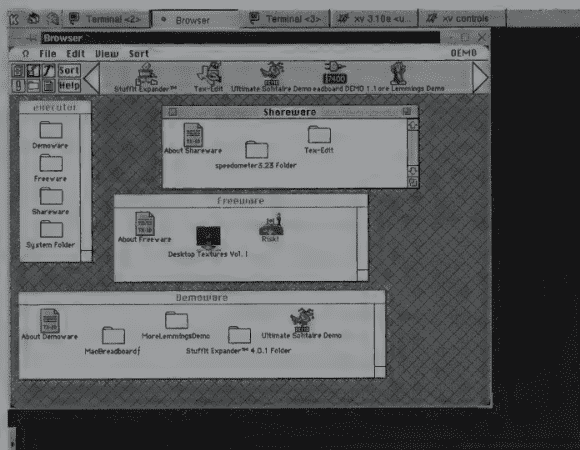 Terminal <2>
Browser
Terminal <3>
xv 3.10a <u...
xv controls
Browser
File Edit View Sort
DEMO
Sort
Help
StuffIt Expander™
Tex-Edit
Ultimate Solitaire Demo
eadboard DEMO 1.1
ore Lemmings Demo
7400
executor
Demoware
Freeware
Shareware
System Folder
Shareware
About Shareware
speedometer3.23 Folder
Tex-Edit
Freeware
About Freeware
Desktop Textures Vol. 1
Risk!
Demoware
About Demoware
MacBreadboard ƒ
MoreLemmingsDemo
StuffIt Expander™ 4.0.1 Folder
Ultimate Solitaire Demo